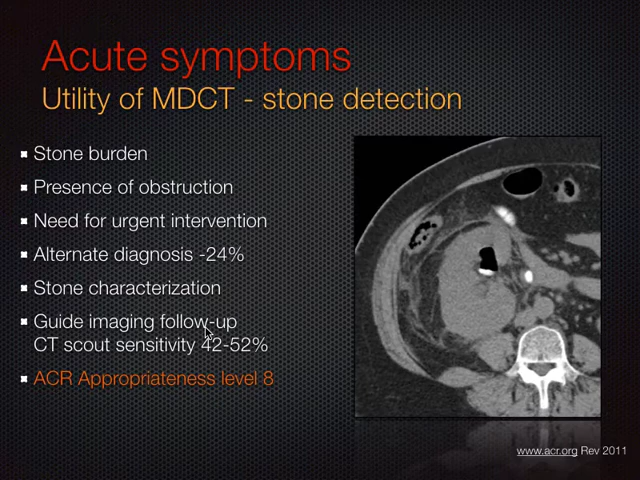 Acute symptoms
Utility of MDCT - stone detection
Stone burden
Presence of obstruction
Need for urgent intervention
Alternate diagnosis -24%
Stone characterization
Guide imaging follow-up
CT scout sensitivity 42-52%
ACR Appropriateness level 8
www.acr.org Rev 2011